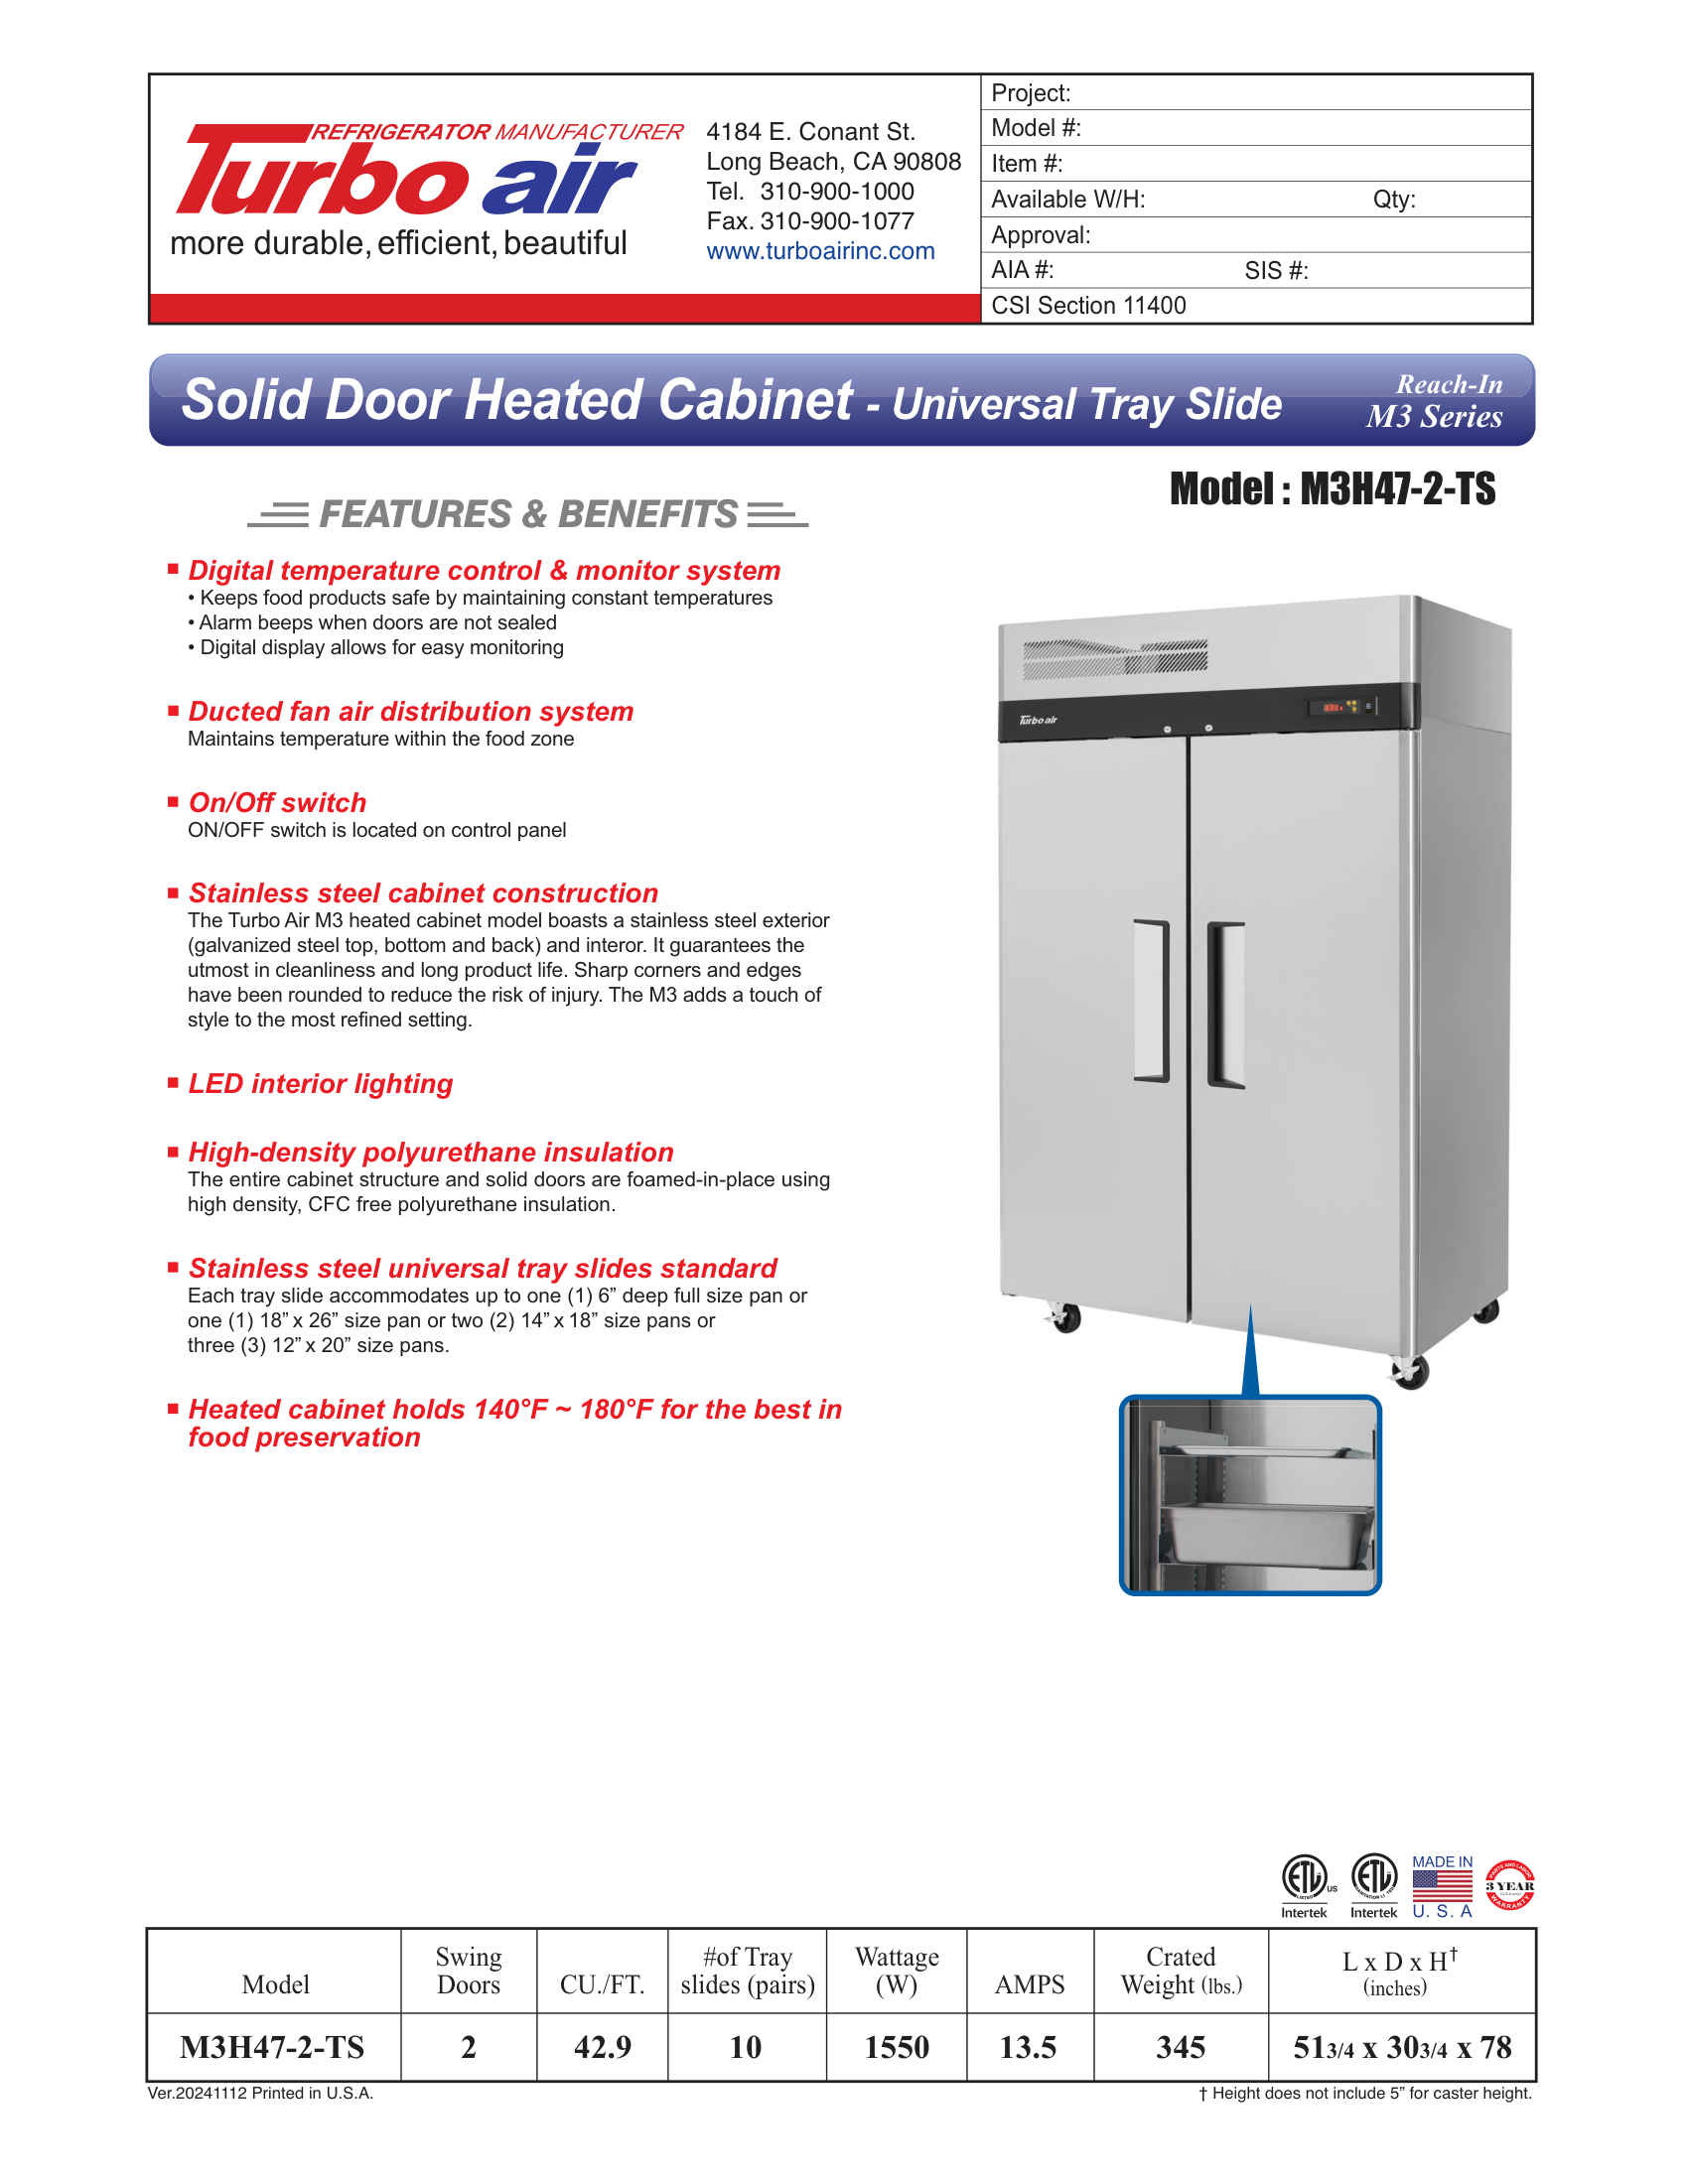 REFRIGERATOR MANUFACTURER
Turbo air
more durable, efficient, beautiful
4184 E. Conant St.
Long Beach, CA 90808
Tel. 310-900-1000
Fax. 310-900-1077
www.turboairinc.com
Project:
Model #:
Item #:
Available W/H: Qty:
Approval:
AIA #: SIS #:
CSI Section 11400
Solid Door Heated Cabinet - Universal Tray Slide
Reach-In
M3 Series
Model : M3H47-2-TS
FEATURES & BENEFITS
Digital temperature control & monitor system
• Keeps food products safe by maintaining constant temperatures
• Alarm beeps when doors are not sealed
• Digital display allows for easy monitoring
Ducted fan air distribution system
Maintains temperature within the food zone
On/Off switch
ON/OFF switch is located on control panel
Stainless steel cabinet construction
The Turbo Air M3 heated cabinet model boasts a stainless steel exterior
(galvanized steel top, bottom and back) and interor. It guarantees the
utmost in cleanliness and long product life. Sharp corners and edges
have been rounded to reduce the risk of injury. The M3 adds a touch of
style to the most refined setting.
LED interior lighting
High-density polyurethane insulation
The entire cabinet structure and solid doors are foamed-in-place using
high density, CFC free polyurethane insulation.
Stainless steel universal tray slides standard
Each tray slide accommodates up to one (1) 6” deep full size pan or
one (1) 18” x 26” size pan or two (2) 14” x 18” size pans or
three (3) 12” x 20” size pans.
Heated cabinet holds 140°F ~ 180°F for the best in
food preservation
Turbo air
ETL LISTED US
Intertek
ETL
Intertek
MADE IN
U. S. A
PARTS AND LABOR
3 YEAR
WARRANTY
Model
Swing
Doors
CU./FT.
#of Tray
slides (pairs)
Wattage
(W)
AMPS
Crated
Weight (lbs.)
L x D x H†
(inches)
M3H47-2-TS 2 42.9 10 1550 13.5 345 51 3/4 x 30 3/4 x 78
Ver.20241112 Printed in U.S.A.
† Height does not include 5” for caster height.